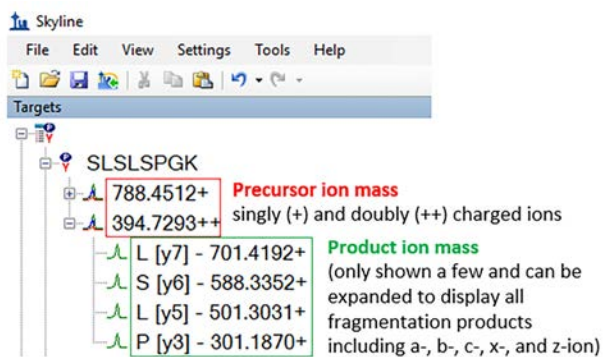 Skyline
File Edit View Settings Tools Help
Targets
SLSLSPGK
788.4512+ Precursor ion mass
394.7293++ singly (+) and doubly (++) charged ions
L [y7] - 701.4192+ Product ion mass
S [y6] - 588.3352+ (only shown a few and can be
L [y5] - 501.3031+ expanded to display all
fragmentation products
P [y3] - 301.1870+ including a-, b-, c-, x-, and z-ion)